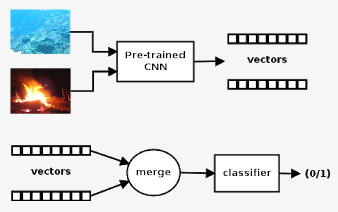 Pre-trained
CNN
vectors
vectors
merge
classifier
(0/1)